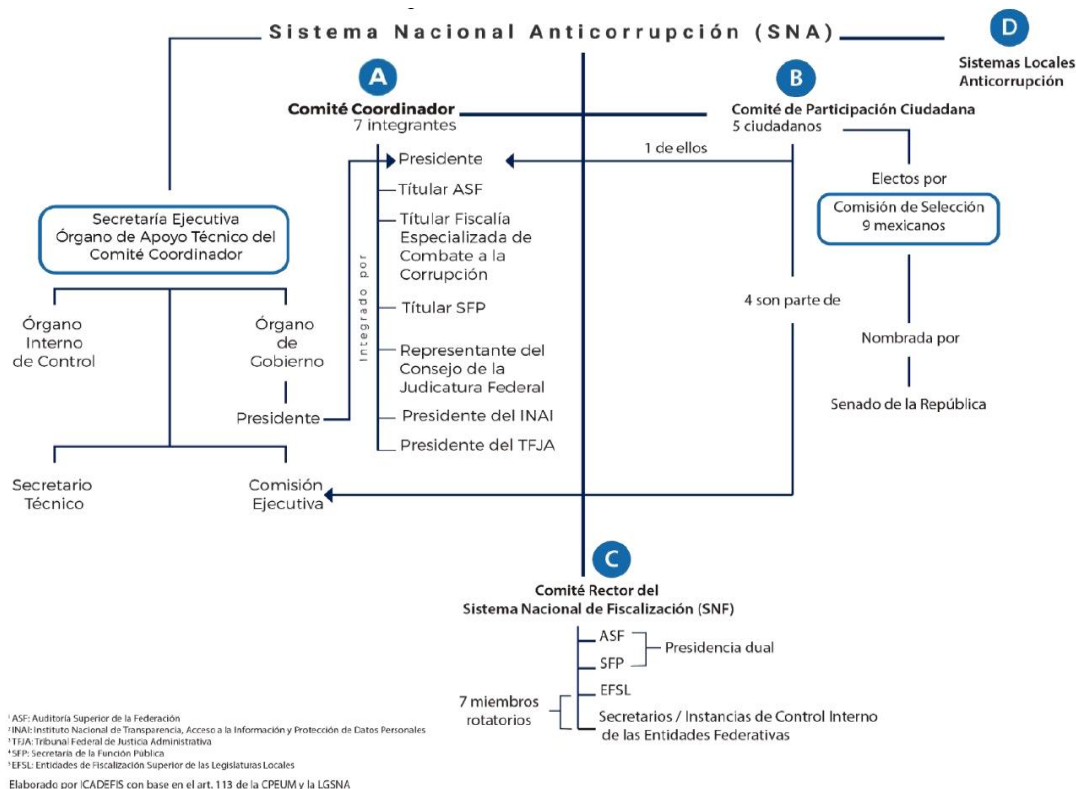 Sistema Nacional Anticorrupción (SNA)
D
Sistemas Locales
Anticorrupción
A
Comité Coordinador
7 integrantes
B
Comité de Participación Ciudadana
5 ciudadanos
1 de ellos
Integrado por
Presidente
Títular ASF
Títular Fiscalía
Especializada de
Combate a la
Corrupción
Títular SFP
Representante del
Consejo de la
Judicatura Federal
Presidente del INAI
Presidente del TFJA
Electos por
Comisión de Selección
9 mexicanos
Nombrada por
Senado de la República
4 son parte de
Secretaría Ejecutiva
Órgano de Apoyo Técnico del
Comité Coordinador
Órgano
Interno
de Control
Órgano
de
Gobierno
Presidente
Secretario
Técnico
Comisión
Ejecutiva
C
Comité Rector del
Sistema Nacional de Fiscalización (SNF)
ASF
SFP
Presidencia dual
EFSL
7 miembros
rotatorios
Secretarios / Instancias de Control Interno
de las Entidades Federativas
¹ ASF: Auditoría Superior de la Federación
² INAI: Instituto Nacional de Transparencia, Acceso a la Información y Protección de Datos Personales
³ TFJA: Tribunal Federal de Justicia Administrativa
⁴ SFP: Secretaría de la Función Pública
⁵ EFSL: Entidades de Fiscalización Superior de las Legislaturas Locales
Elaborado por ICADEFIS con base en el art. 113 de la CPEUM y la LGSNA